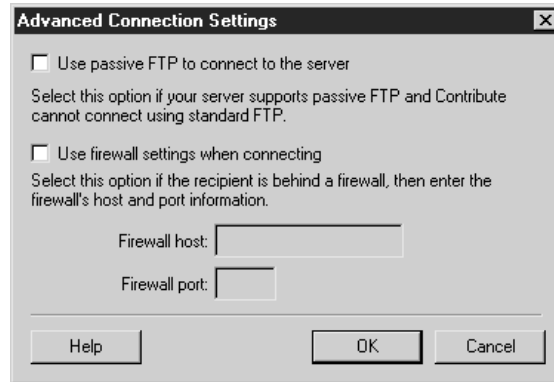 Advanced Connection Settings
Use passive FTP to connect to the server
Select this option if your server supports passive FTP and Contribute
cannot connect using standard FTP.
Use firewall settings when connecting
Select this option if the recipient is behind a firewall, then enter the
firewall's host and port information.
Firewall host:
Firewall port:
Help OK Cancel